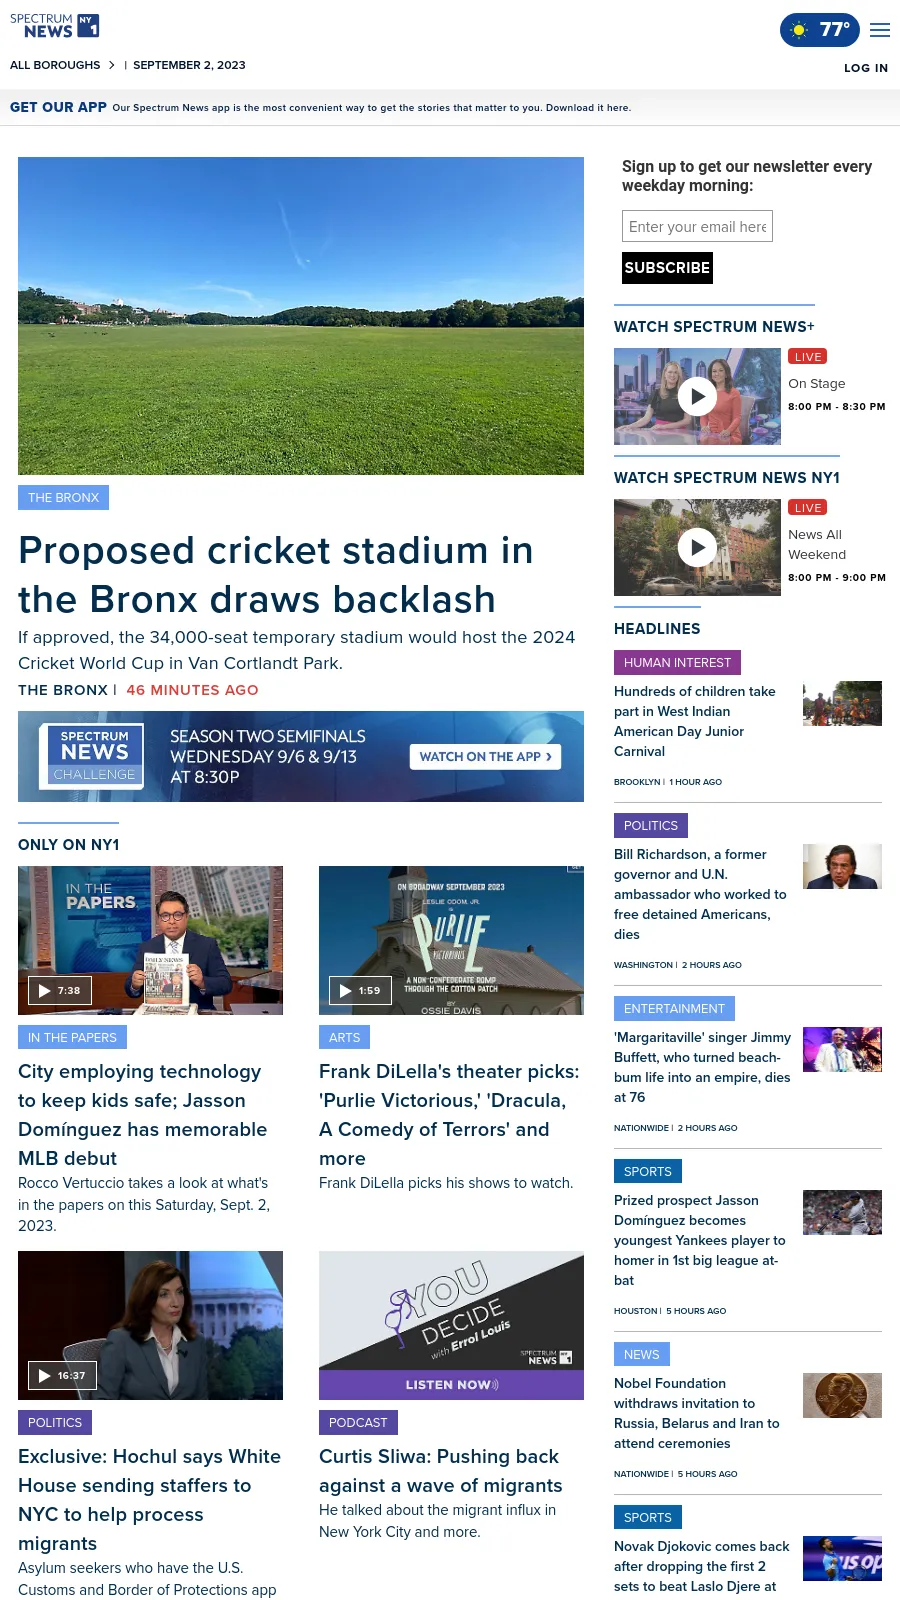 SPECTRUM
NEWS NY 1
77°
ALL BOROUGHS > | SEPTEMBER 2, 2023
LOG IN
GET OUR APP Our Spectrum News app is the most convenient way to get the stories that matter to you. Download it here.
THE BRONX
Proposed cricket stadium in
the Bronx draws backlash
If approved, the 34,000-seat temporary stadium would host the 2024
Cricket World Cup in Van Cortlandt Park.
THE BRONX | 46 MINUTES AGO
SPECTRUM
NEWS
CHALLENGE
SEASON TWO SEMIFINALS
WEDNESDAY 9/6 & 9/13
AT 8:30P
WATCH ON THE APP ›
ONLY ON NY1
IN THE
PAPERS
DAILY NEWS
7:38
IN THE PAPERS
City employing technology
to keep kids safe; Jasson
Domínguez has memorable
MLB debut
Rocco Vertuccio takes a look at what's
in the papers on this Saturday, Sept. 2,
2023.
ON BROADWAY SEPTEMBER 2023
LESLIE ODOM, JR.
PURLIE
VICTORIOUS
A NON-CONFEDERATE ROMP
THROUGH THE COTTON PATCH
BY
OSSIE DAVIS
1:59
ARTS
Frank DiLella's theater picks:
'Purlie Victorious,' 'Dracula,
A Comedy of Terrors' and
more
Frank DiLella picks his shows to watch.
16:37
POLITICS
Exclusive: Hochul says White
House sending staffers to
NYC to help process
migrants
Asylum seekers who have the U.S.
Customs and Border of Protections app
YOU
DECIDE
with Errol Louis
SPECTRUM
NEWS NY 1
LISTEN NOW
PODCAST
Curtis Sliwa: Pushing back
against a wave of migrants
He talked about the migrant influx in
New York City and more.
Sign up to get our newsletter every
weekday morning:
Enter your email here
SUBSCRIBE
WATCH SPECTRUM NEWS+
LIVE
On Stage
8:00 PM - 8:30 PM
WATCH SPECTRUM NEWS NY1
LIVE
News All
Weekend
8:00 PM - 9:00 PM
HEADLINES
HUMAN INTEREST
Hundreds of children take
part in West Indian
American Day Junior
Carnival
BROOKLYN | 1 HOUR AGO
POLITICS
Bill Richardson, a former
governor and U.N.
ambassador who worked to
free detained Americans,
dies
WASHINGTON | 2 HOURS AGO
ENTERTAINMENT
'Margaritaville' singer Jimmy
Buffett, who turned beach-
bum life into an empire, dies
at 76
NATIONWIDE | 2 HOURS AGO
SPORTS
Prized prospect Jasson
Domínguez becomes
youngest Yankees player to
homer in 1st big league at-
bat
HOUSTON | 5 HOURS AGO
NEWS
Nobel Foundation
withdraws invitation to
Russia, Belarus and Iran to
attend ceremonies
NATIONWIDE | 5 HOURS AGO
SPORTS
Novak Djokovic comes back
after dropping the first 2
sets to beat Laslo Djere at